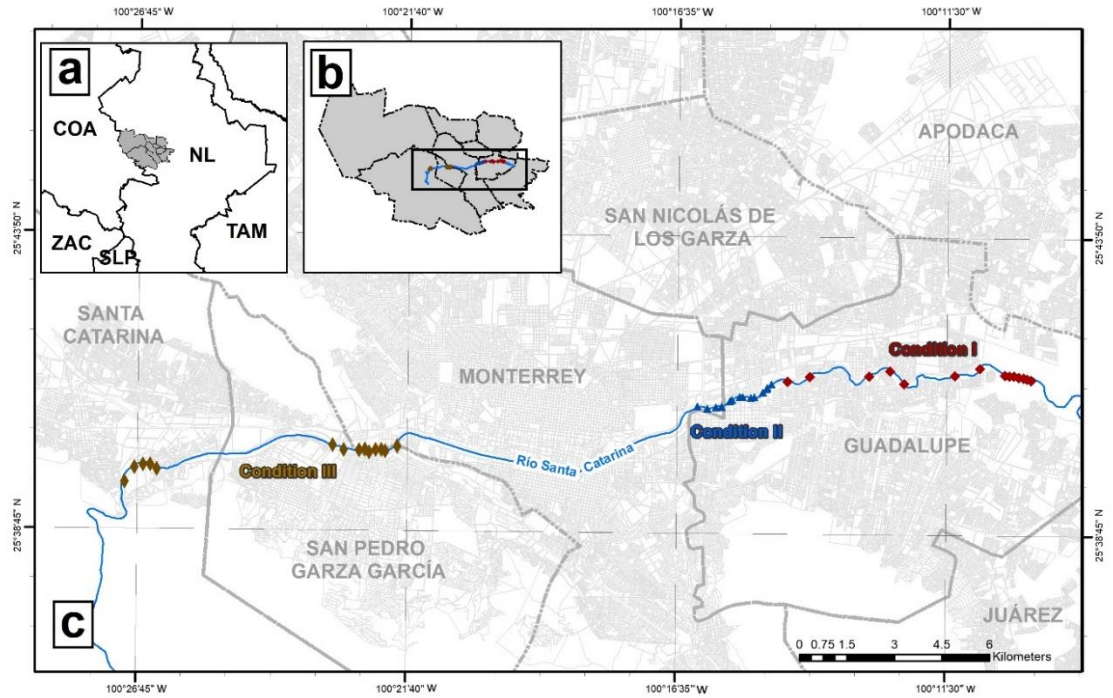 100°26'45" W
100°21'40" W
100°16'35" W
100°11'30" W
a
COA
NL
ZAC
SLP
TAM
b
APODACA
SAN NICOLÁS DE
LOS GARZA
25°43'50" N
25°43'50" N
SANTA
CATARINA
MONTERREY
Condition I
Condition II
GUADALUPE
Río Santa Catarina
Condition III
25°38'45" N
25°38'45" N
SAN PEDRO
GARZA GARCÍA
JUÁREZ
c
0 0.75 1.5 3 4.5 6
Kilometers
100°26'45" W
100°21'40" W
100°16'35" W
100°11'30" W